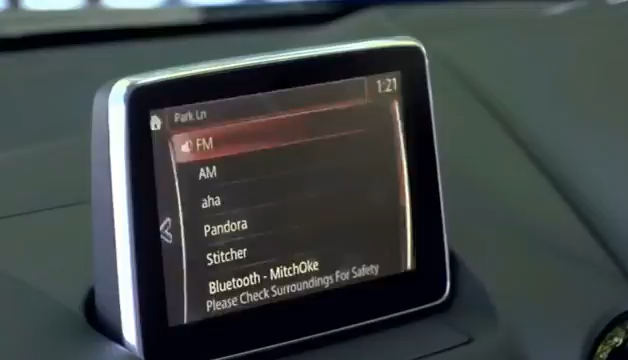 Park Ln
1:21
FM
AM
aha
Pandora
Stitcher
Bluetooth - MitchOke
Please Check Surroundings For Safety